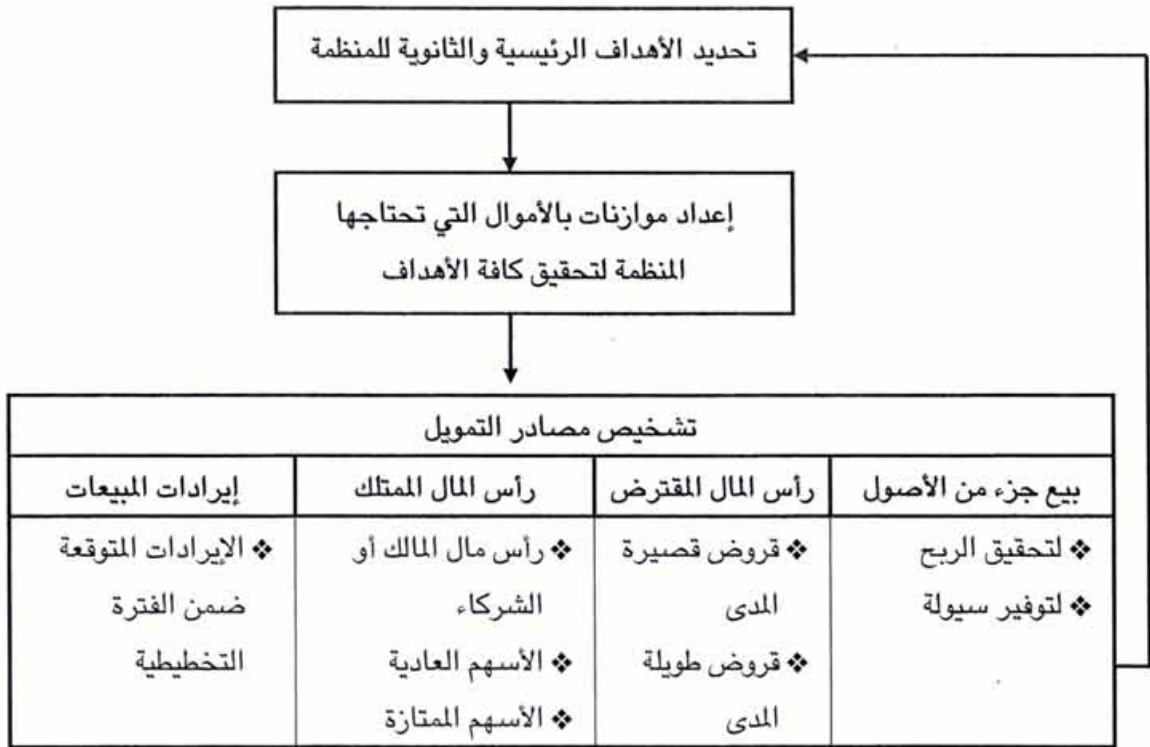 تحديد الأهداف الرئيسية والثانوية للمنظمة
إعداد موازنات بالأموال التي تحتاجها
المنظمة لتحقيق كافة الأهداف
تشخيص مصادر التمويل
بيع جزء من الأصول
❖ لتحقيق الربح
❖ لتوفير سيولة
رأس المال المقترض
❖ قروض قصيرة
المدى
❖ قروض طويلة
المدى
رأس المال الممتلك
❖ رأس مال المالك أو
الشركاء
❖ الأسهم العادية
❖ الأسهم الممتازة
إيرادات المبيعات
❖ الإيرادات المتوقعة
ضمن الفترة
التخطيطية